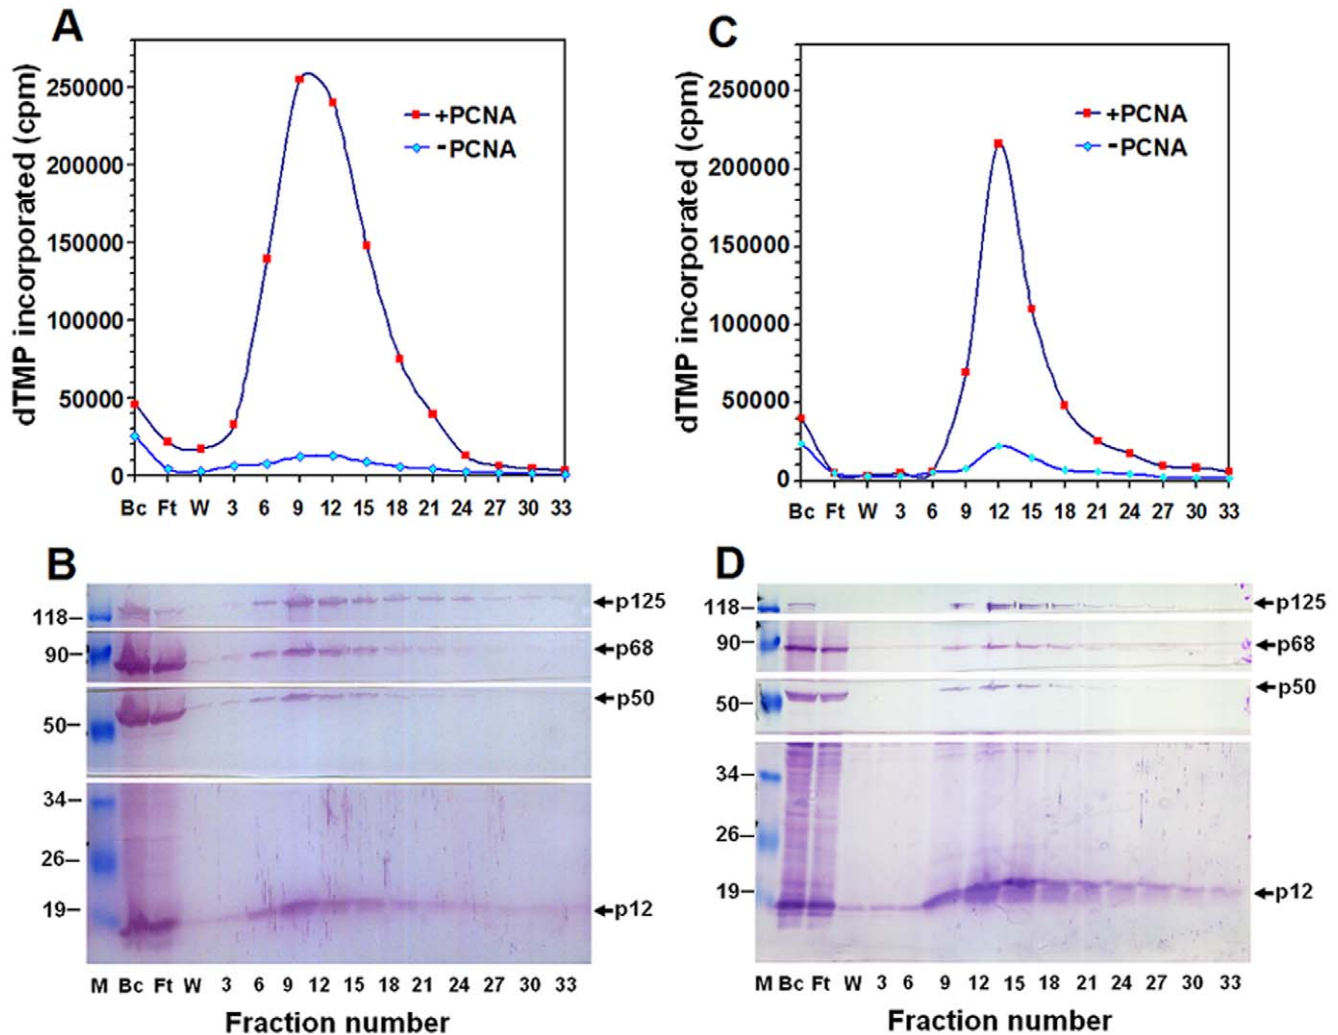 A
dTMP incorporated (cpm)
250000
200000
150000
100000
50000
0
+PCNA
-PCNA
Bc Ft W 3 6 9 12 15 18 21 24 27 30 33
C
dTMP incorporated (cpm)
250000
200000
150000
100000
50000
0
+PCNA
-PCNA
Bc Ft W 3 6 9 12 15 18 21 24 27 30 33
B
118
90
50
34
26
19
p125
p68
p50
p12
M Bc Ft W 3 6 9 12 15 18 21 24 27 30 33
Fraction number
D
118
90
50
34
26
19
p125
p68
p50
p12
M Bc Ft W 3 6 9 12 15 18 21 24 27 30 33
Fraction number